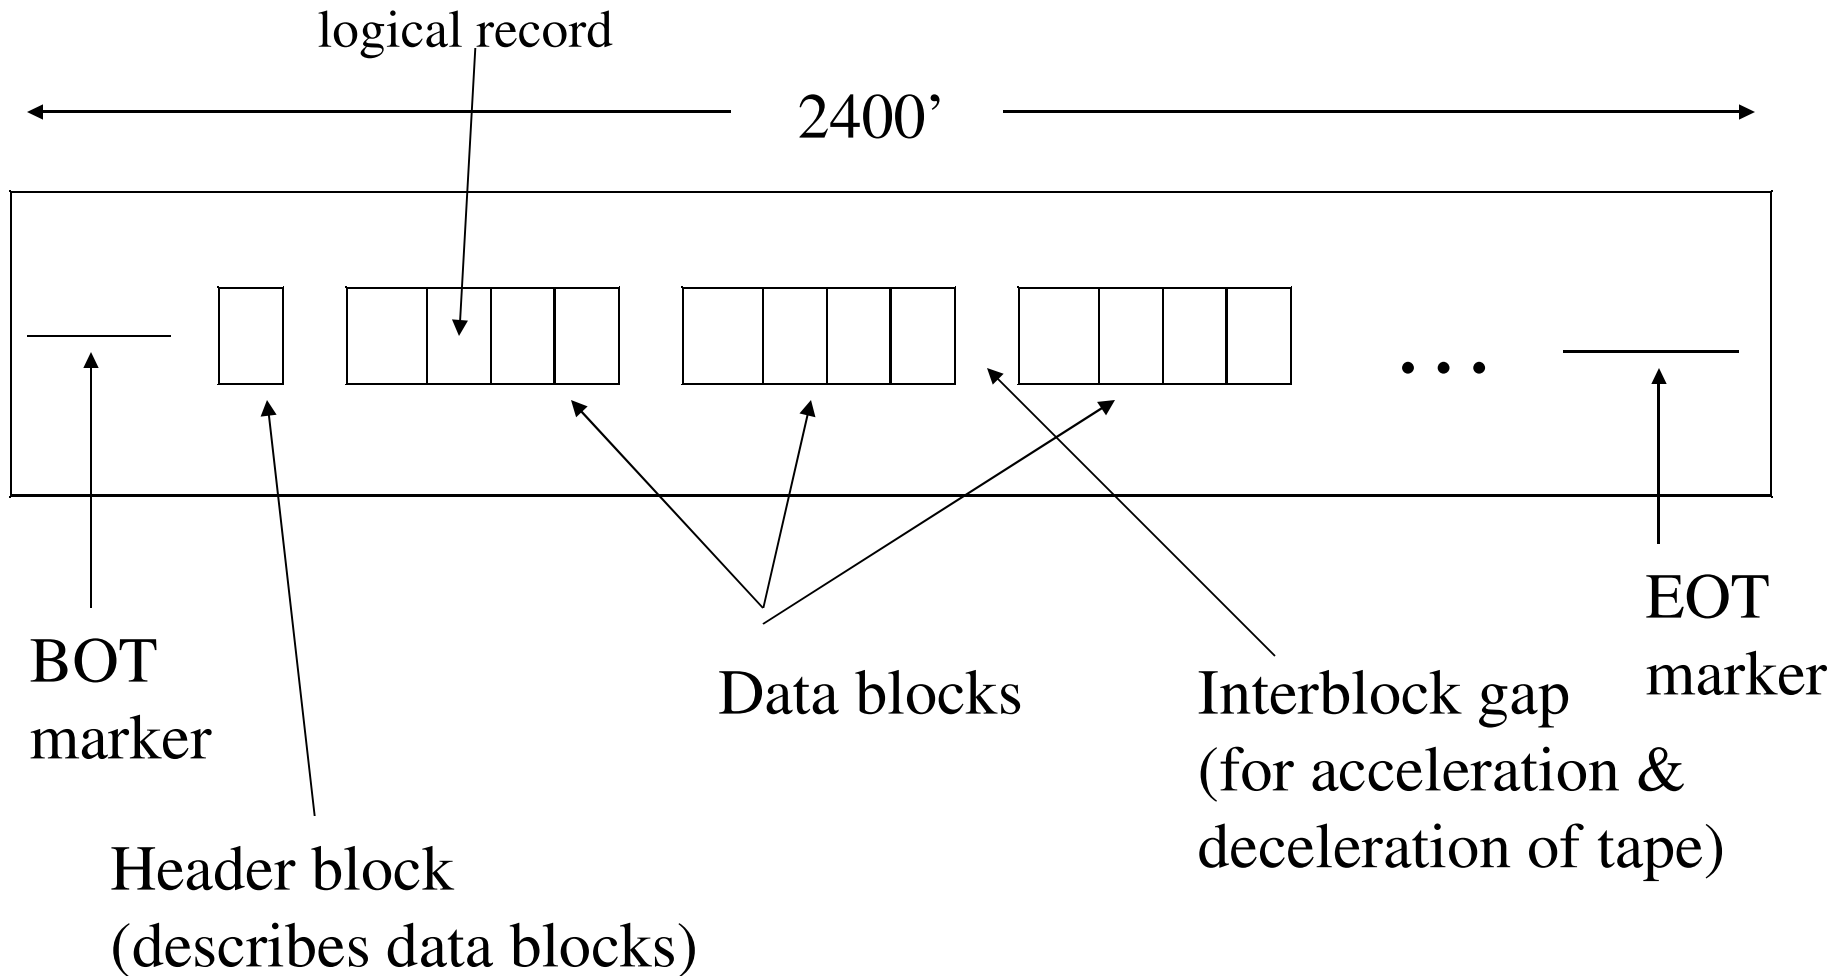 logical record
2400’
BOT
marker
Header block
(describes data blocks)
Data blocks
Interblock gap
(for acceleration &
deceleration of tape)
EOT
marker
. . .